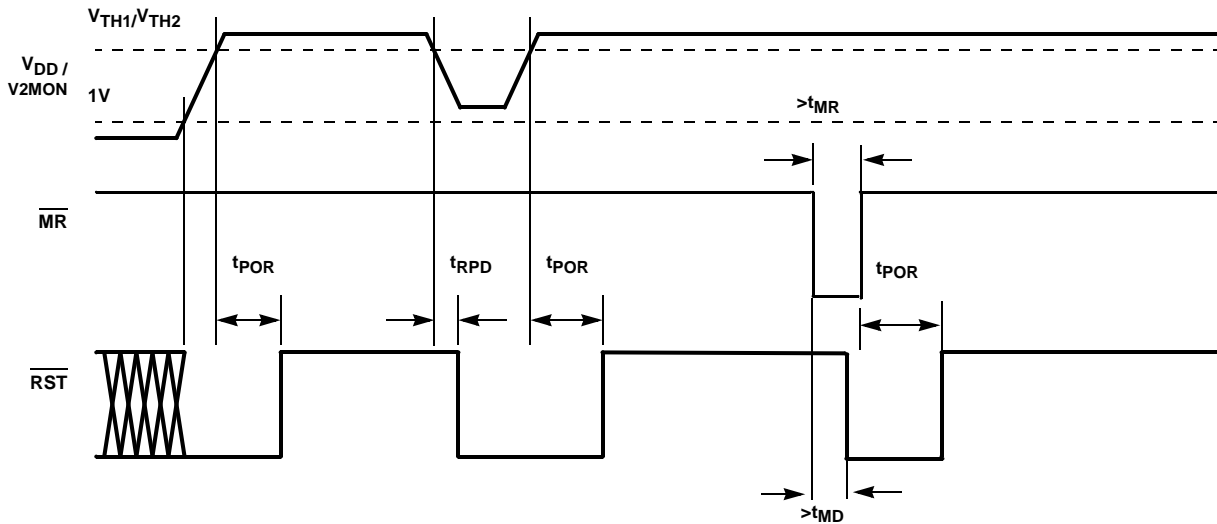 VTH1/VTH2
VDD /
V2MON
1V
>tMR
MR
tPOR
tRPD
tPOR
tPOR
RST
>tMD